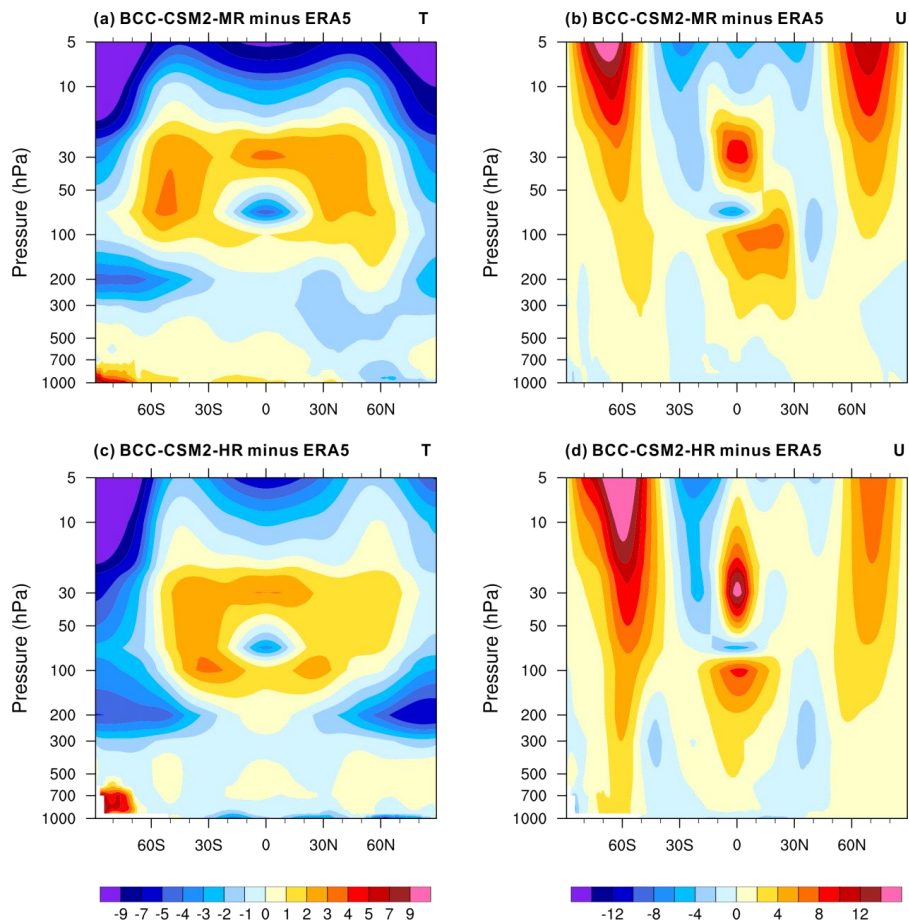 (a) BCC-CSM2-MR minus ERA5 T
(b) BCC-CSM2-MR minus ERA5 U
5
10
30
50
100
200
300
500
700
1000
Pressure (hPa)
60S 30S 0 30N 60N
5
10
30
50
100
200
300
500
700
1000
Pressure (hPa)
60S 30S 0 30N 60N
(c) BCC-CSM2-HR minus ERA5 T
(d) BCC-CSM2-HR minus ERA5 U
5
10
30
50
100
200
300
500
700
1000
Pressure (hPa)
60S 30S 0 30N 60N
5
10
30
50
100
200
300
500
700
1000
Pressure (hPa)
60S 30S 0 30N 60N
-9 -7 -5 -4 -3 -2 -1 0 1 2 3 4 5 7 9
-12 -8 -4 0 4 8 12